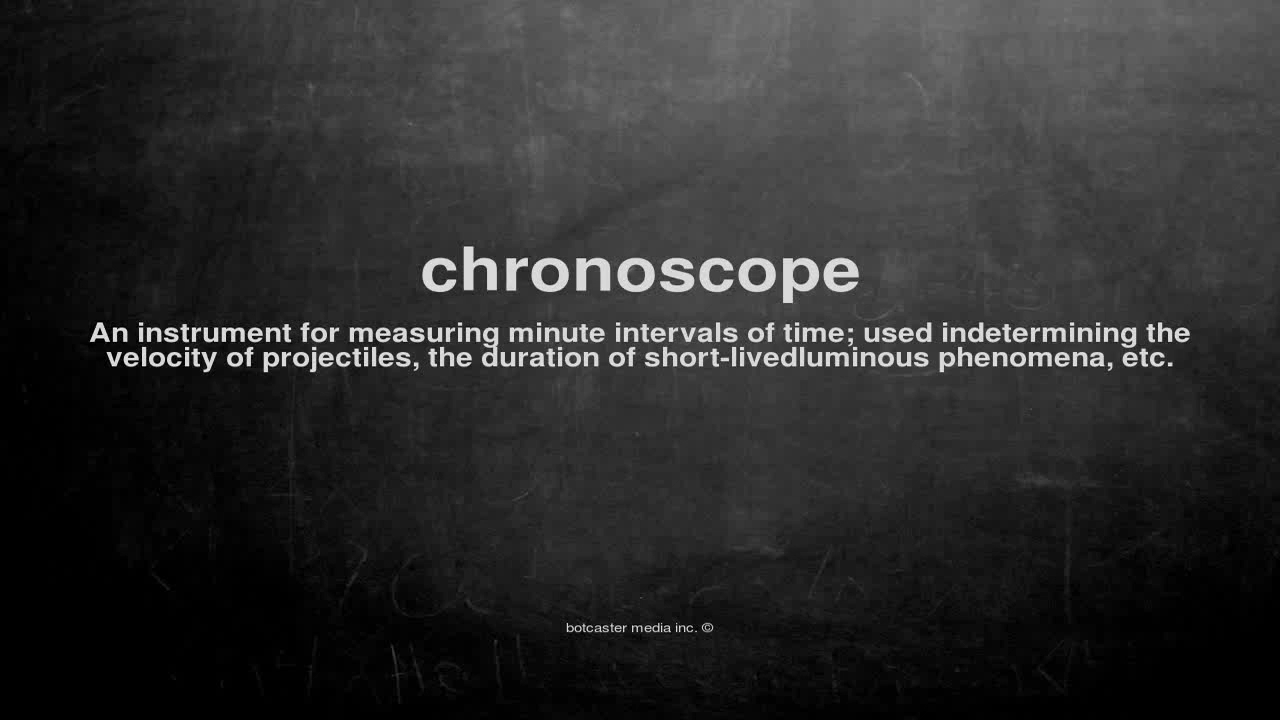 chronoscope
An instrument for measuring minute intervals of time; used indetermining the
velocity of projectiles, the duration of short-livedluminous phenomena, etc.
botcaster media inc. ©